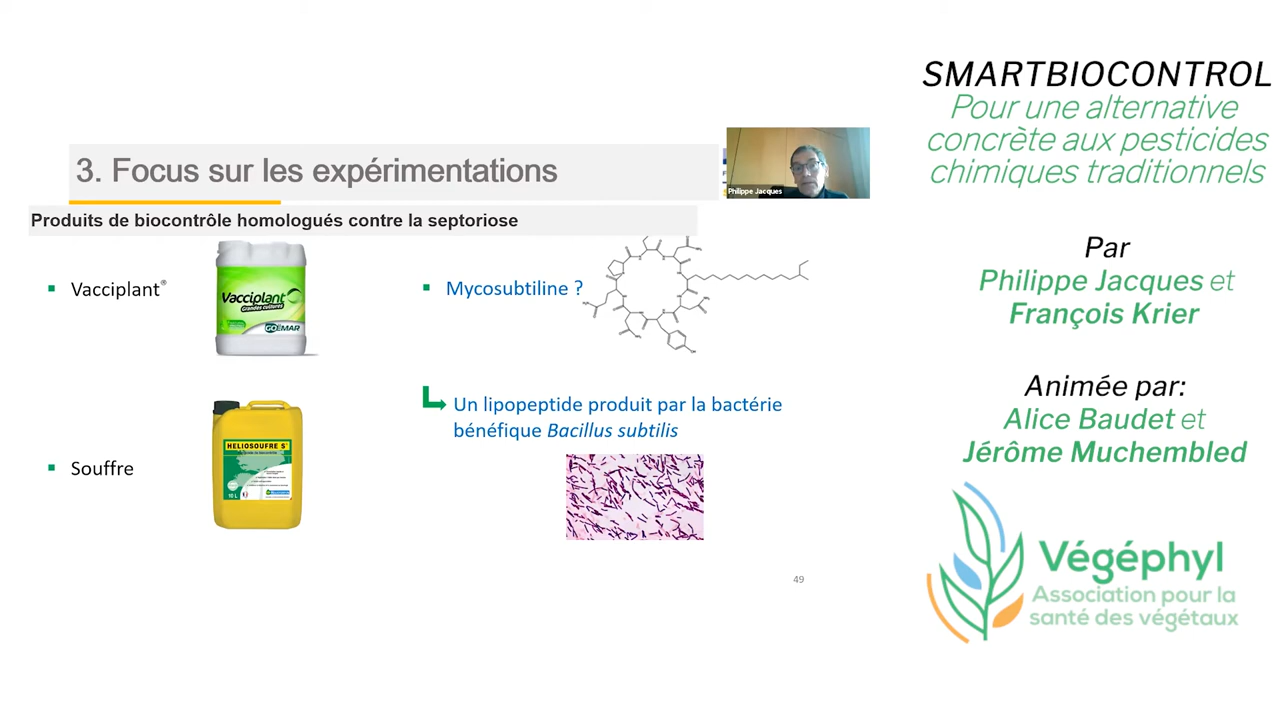 3. Focus sur les expérimentations
Philippe Jacques
Produits de biocontrôle homologués contre la septoriose
Vacciplant®
Vacciplant
Grandes cultures
GOËMAR
Mycosubtiline ?
Un lipopeptide produit par la bactérie
bénéfique Bacillus subtilis
Souffre
HELIOSOUFRE S
10 L
49
SMARTBIOCONTROL
Pour une alternative
concrète aux pesticides
chimiques traditionnels
Par
Philippe Jacques et
François Krier
Animée par:
Alice Baudet et
Jérôme Muchembled
Végéphyl
Association pour la
santé des végétaux